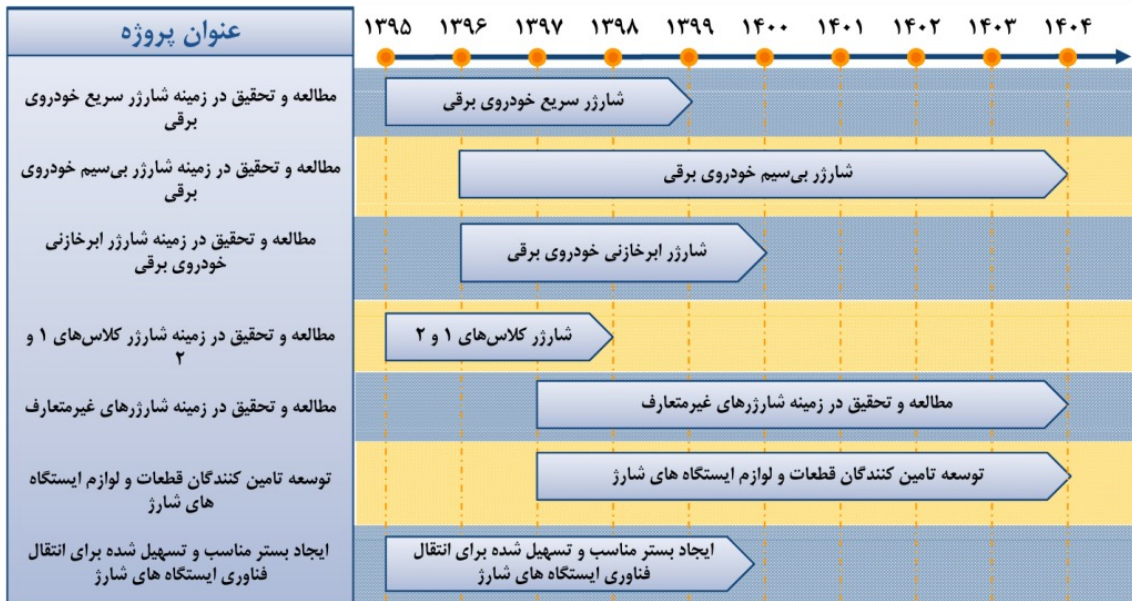 عنوان پروژه
۱۳۹۵ ۱۳۹۶ ۱۳۹۷ ۱۳۹۸ ۱۳۹۹ ۱۴۰۰ ۱۴۰۱ ۱۴۰۲ ۱۴۰۳ ۱۴۰۴
مطالعه و تحقیق در زمینه شارژر سریع خودروی
برقی
شارژر سریع خودروی برقی
مطالعه و تحقیق در زمینه شارژر بی‌سیم خودروی
برقی
شارژر بی‌سیم خودروی برقی
مطالعه و تحقیق در زمینه شارژر ابرخازنی
خودروی برقی
شارژر ابرخازنی خودروی برقی
مطالعه و تحقیق در زمینه شارژر کلاس‌های ۱ و
۲
شارژر کلاس‌های ۱ و ۲
مطالعه و تحقیق در زمینه شارژرهای غیرمتعارف
مطالعه و تحقیق در زمینه شارژرهای غیرمتعارف
توسعه تامین کنندگان قطعات و لوازم ایستگاه
های شارژ
توسعه تامین کنندگان قطعات و لوازم ایستگاه های شارژ
ایجاد بستر مناسب و تسهیل شده برای انتقال
فناوری ایستگاه های شارژ
ایجاد بستر مناسب و تسهیل شده برای انتقال
فناوری ایستگاه های شارژ